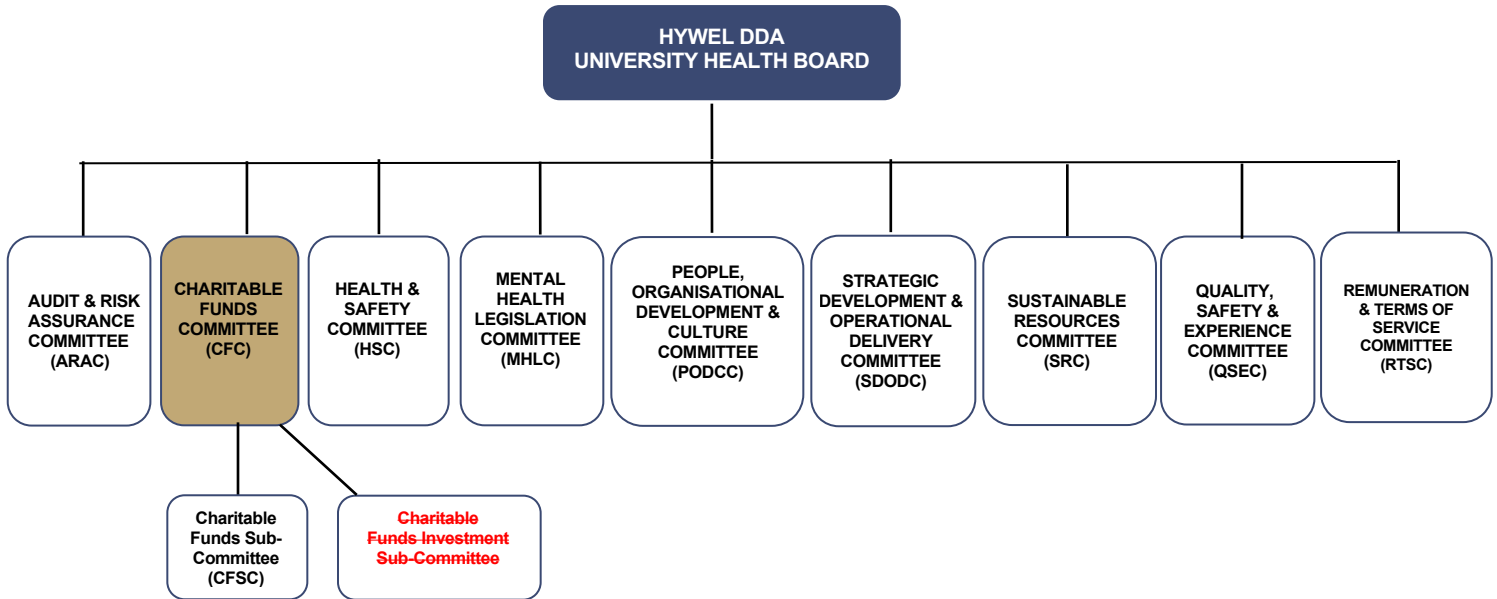 HYWEL DDA
UNIVERSITY HEALTH BOARD
AUDIT & RISK
ASSURANCE
COMMITTEE
(ARAC)
CHARITABLE
FUNDS
COMMITTEE
(CFC)
HEALTH &
SAFETY
COMMITTEE
(HSC)
MENTAL
HEALTH
LEGISLATION
COMMITTEE
(MHLC)
PEOPLE,
ORGANISATIONAL
DEVELOPMENT &
CULTURE
COMMITTEE
(PODCC)
STRATEGIC
DEVELOPMENT &
OPERATIONAL
DELIVERY
COMMITTEE
(SDODC)
SUSTAINABLE
RESOURCES
COMMITTEE
(SRC)
QUALITY,
SAFETY &
EXPERIENCE
COMMITTEE
(QSEC)
REMUNERATION
& TERMS OF
SERVICE
COMMITTEE
(RTSC)
Charitable
Funds Sub-
Committee
(CFSC)
Charitable
Funds Investment
Sub-Committee